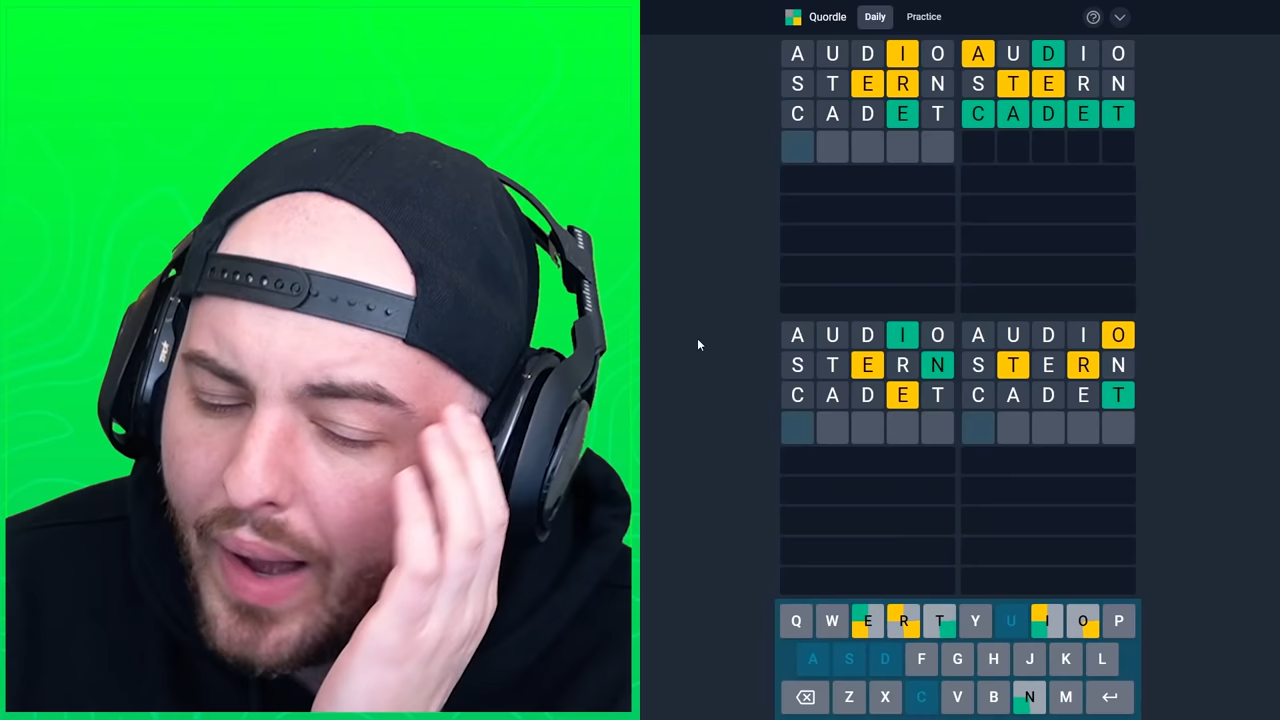 Quordle Daily Practice
A U D I O A U D I O
S T E R N S T E R N
C A D E T C A D E T
A U D I O A U D I O
S T E R N S T E R N
C A D E T C A D E T
Q W E R T Y U I O P
A S D F G H J K L
Z X C V B N M